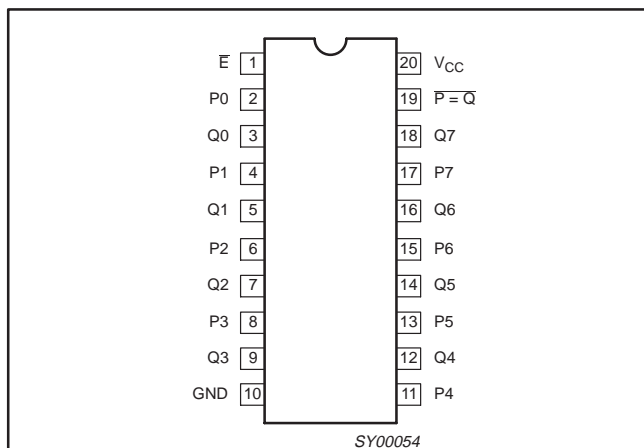 E̅ 1 20 VCC
P0 2 19 P̅ ̅=̅ ̅Q̅
Q0 3 18 Q7
P1 4 17 P7
Q1 5 16 Q6
P2 6 15 P6
Q2 7 14 Q5
P3 8 13 P5
Q3 9 12 Q4
GND 10 11 P4
SY00054